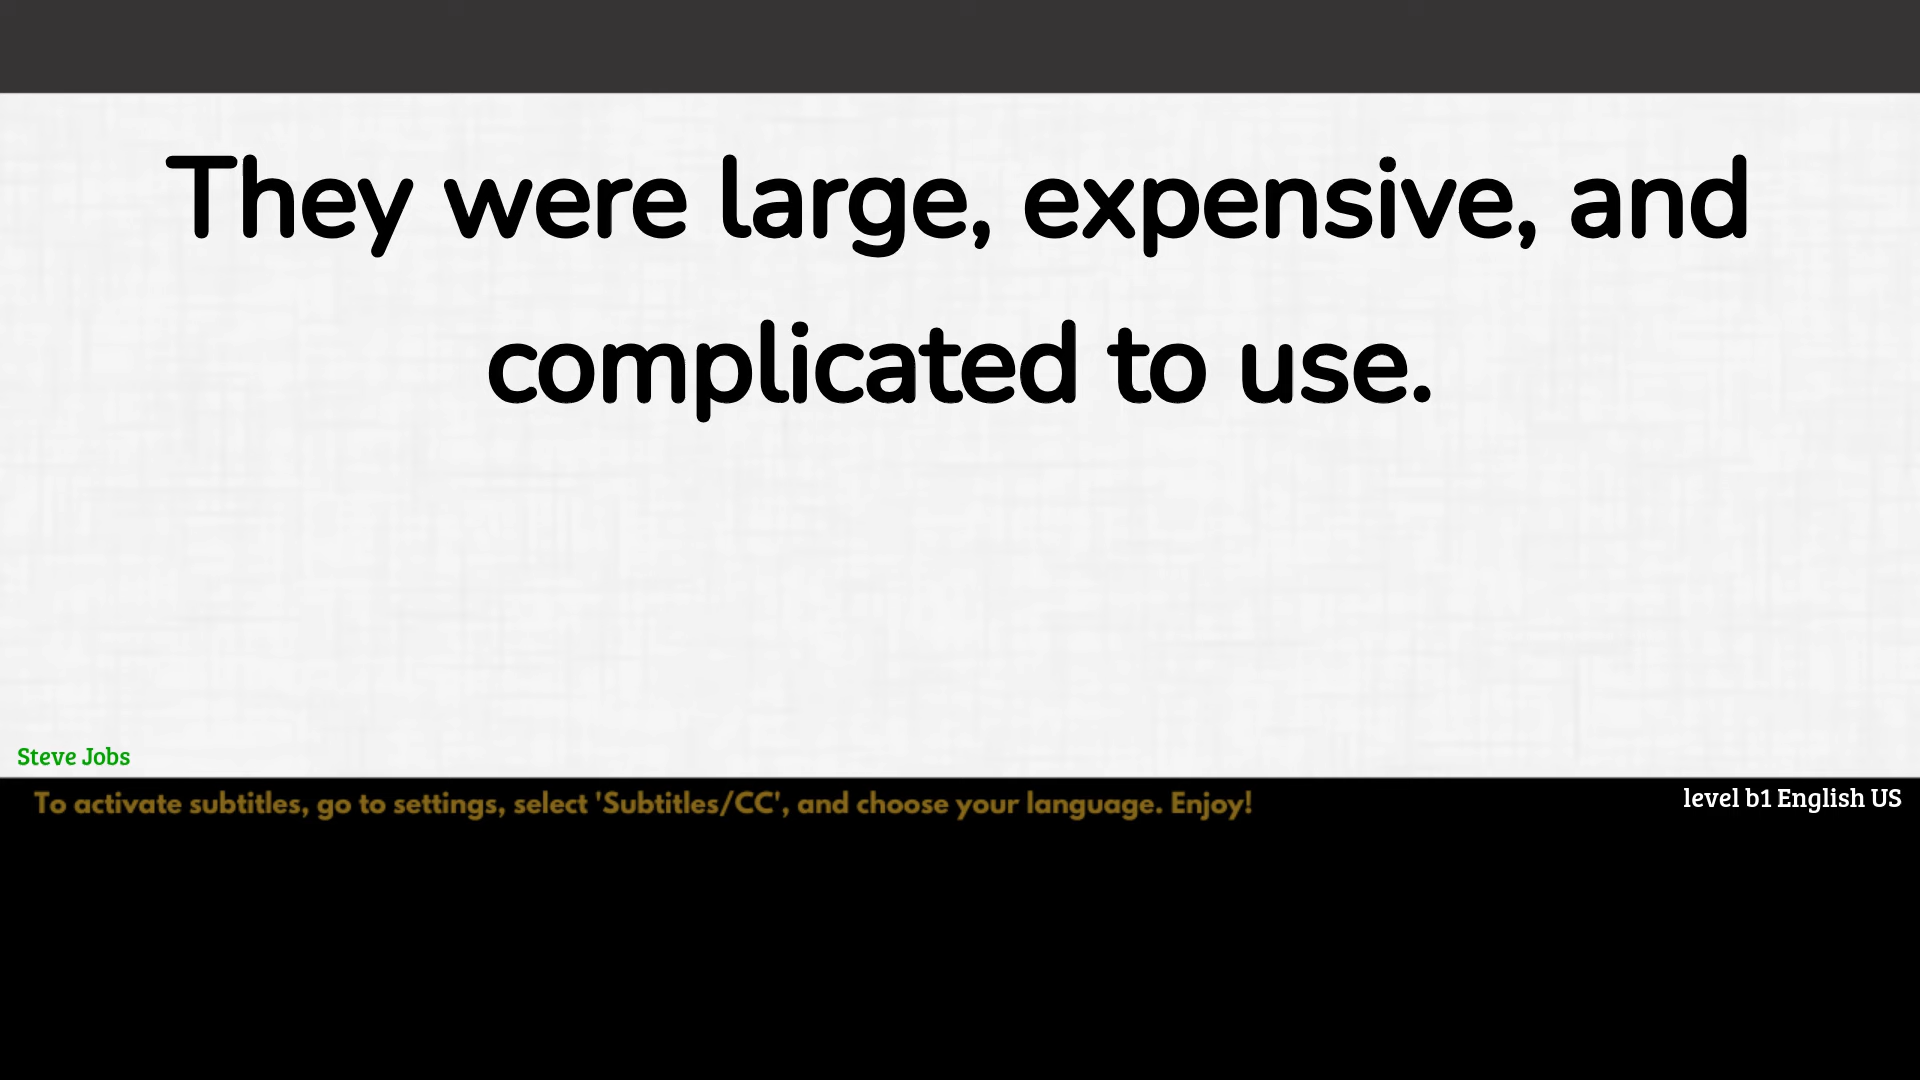 They were large, expensive, and
complicated to use.
Steve Jobs
To activate subtitles, go to settings, select 'Subtitles/CC', and choose your language. Enjoy!
level b1 English US